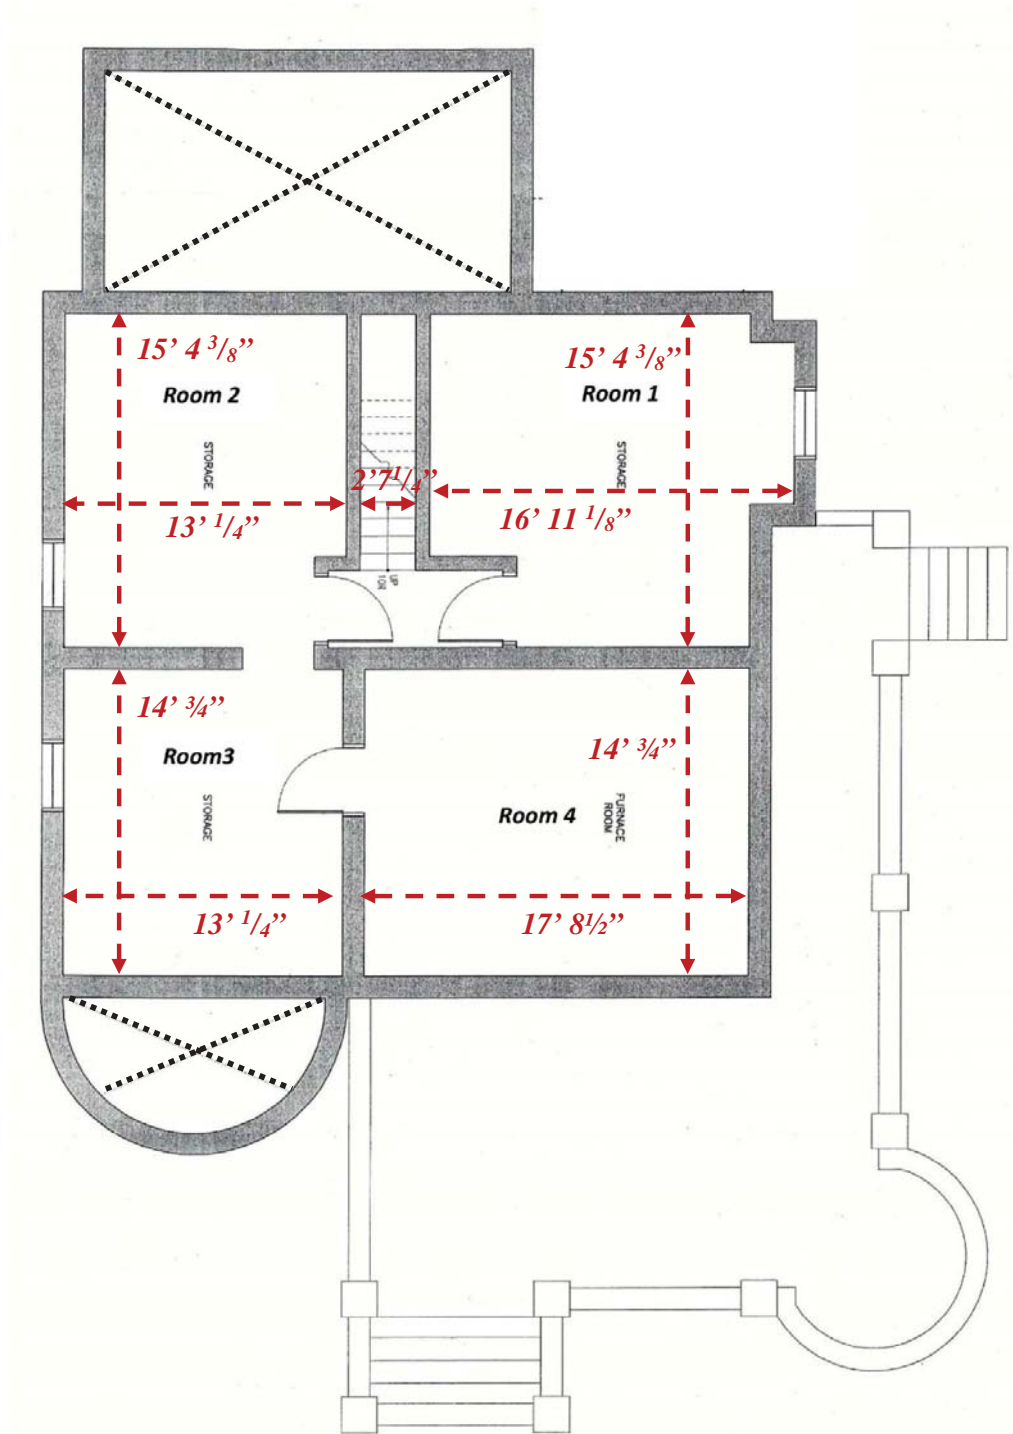 15’ 4 3/8”
15’ 4 3/8”
Room 2
Room 1
STORAGE
STORAGE
2’7 1/4”
13’ 1/4”
16’ 11 1/8”
UP
10R
14’ ¾”
14’ ¾”
Room3
Room 4
STORAGE
FURNACE
ROOM
13’ 1/4”
17’ 8½”